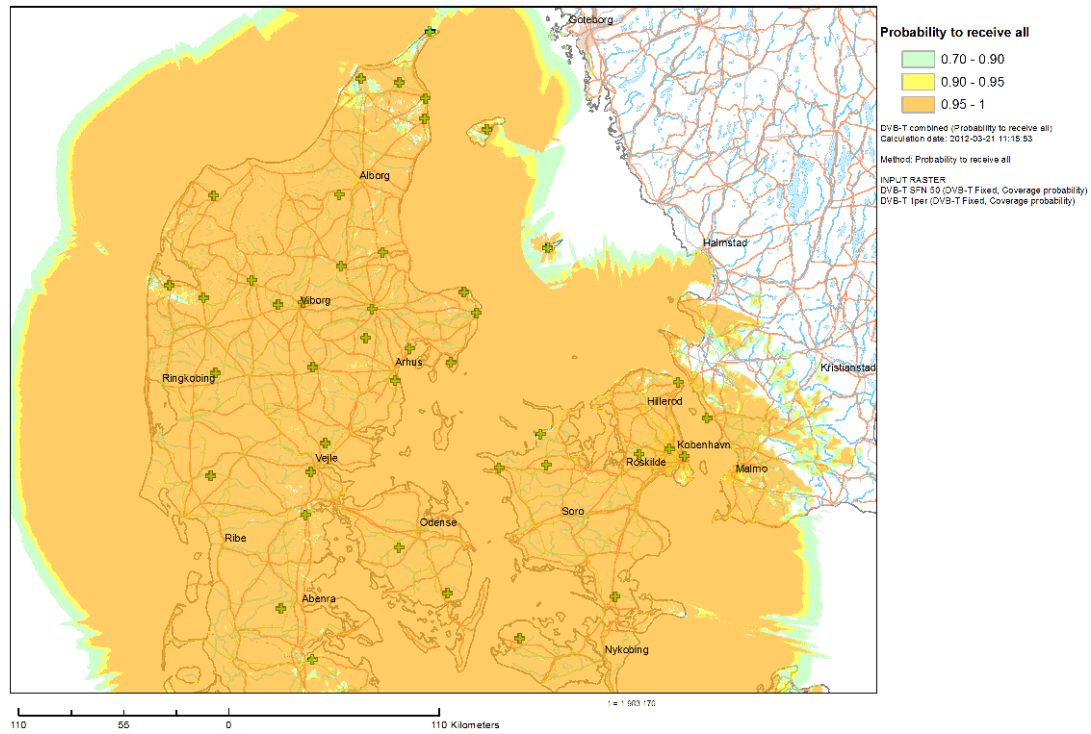 Goteborg
Alborg
Halmstad
Viborg
Arhus
Ringkobing
Kristianstad
Hillerod
Kobenhavn
Roskilde
Malmo
Vejle
Soro
Odense
Ribe
Abenra
Nykobing
Probability to receive all
0.70 - 0.90
0.90 - 0.95
0.95 - 1
DVB-T combined (Probability to receive all)
Calculation date: 2012-03-21 11:15:53
Method: Probability to receive all
INPUT RASTER
DVB-T SFN 50 (DVB-T Fixed, Coverage probability)
DVB-T 1per (DVB-T Fixed, Coverage probability)
110 55 0 110 Kilometers